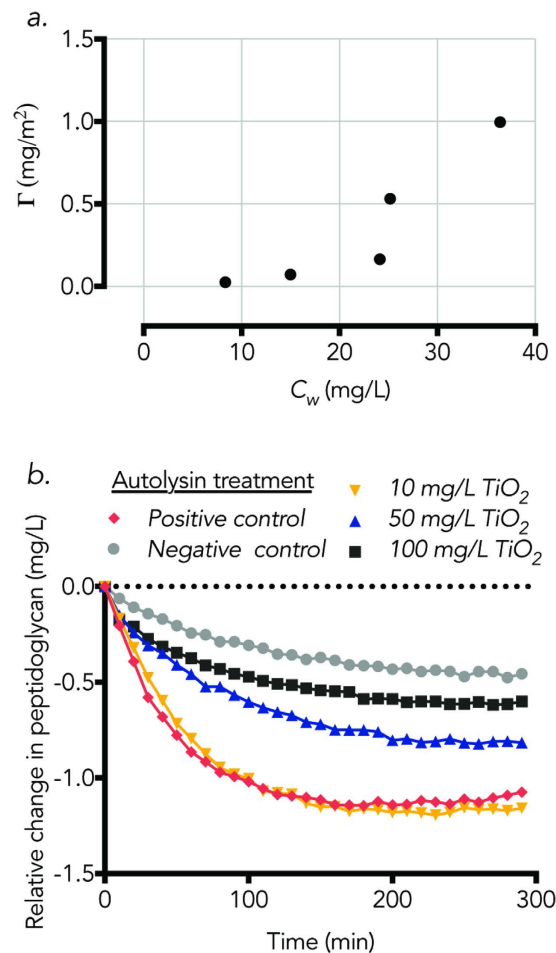 a.
1.5
1.0
0.5
0.0
Γ (mg/m²)
0 10 20 30 40
C_w (mg/L)
b.
Autolysin treatment
Positive control
Negative control
10 mg/L TiO₂
50 mg/L TiO₂
100 mg/L TiO₂
0.0
-0.5
-1.0
-1.5
Relative change in peptidoglycan (mg/L)
0 100 200 300
Time (min)